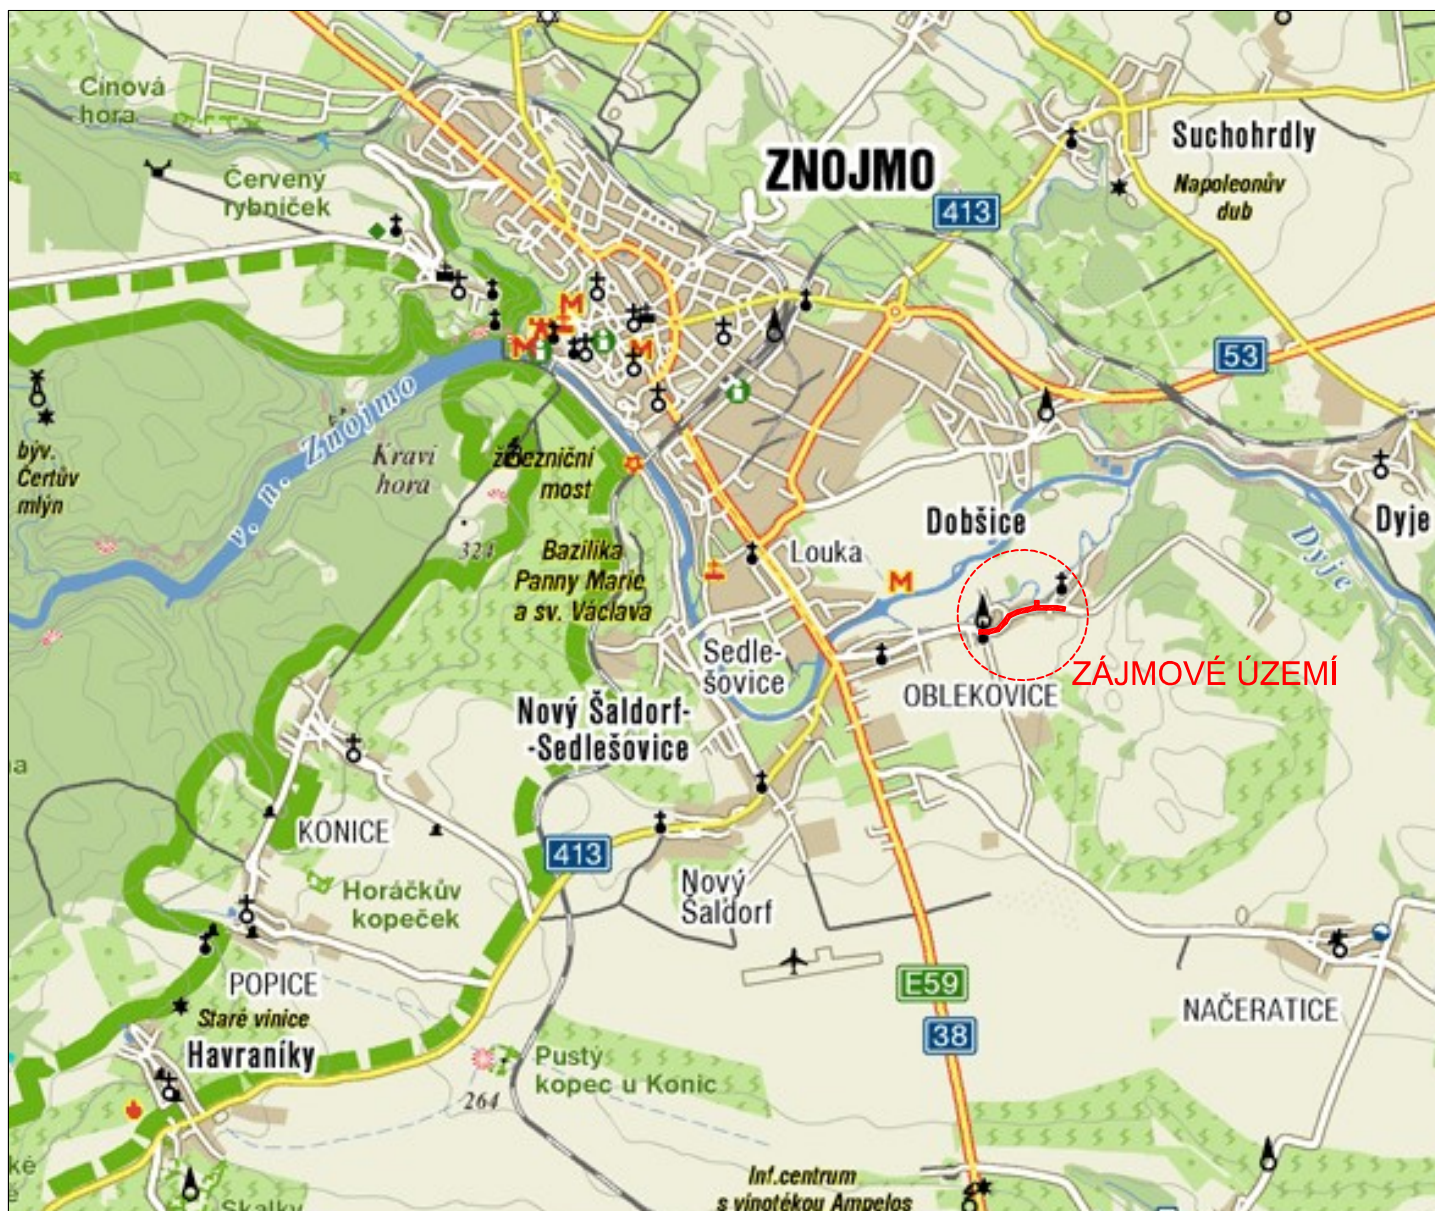 Cínová
hora
Suchohrdly
ZNOJMO
Červený
rybníček
Napoleonův
dub
413
53
v. n. Znojmo
Kraví
hora
železniční
most
býv.
Čertův
mlýn
324
Dobšice
Dyje
Dyje
Bazilika
Panny Marie
a sv. Václava
Louka
M
M
M
M
Sedle-
šovice
ZÁJMOVÉ ÚZEMÍ
OBLEKOVICE
Nový Šaldorf-
-Sedlešovice
KONICE
413
Horáčkův
kopeček
Nový
Šaldorf
POPICE
E59
NAČERATICE
Staré vinice
38
Havraníky
Pustý
kopec u Konic
264
Inf.centrum
s vinotékou Ampelos
Skalky